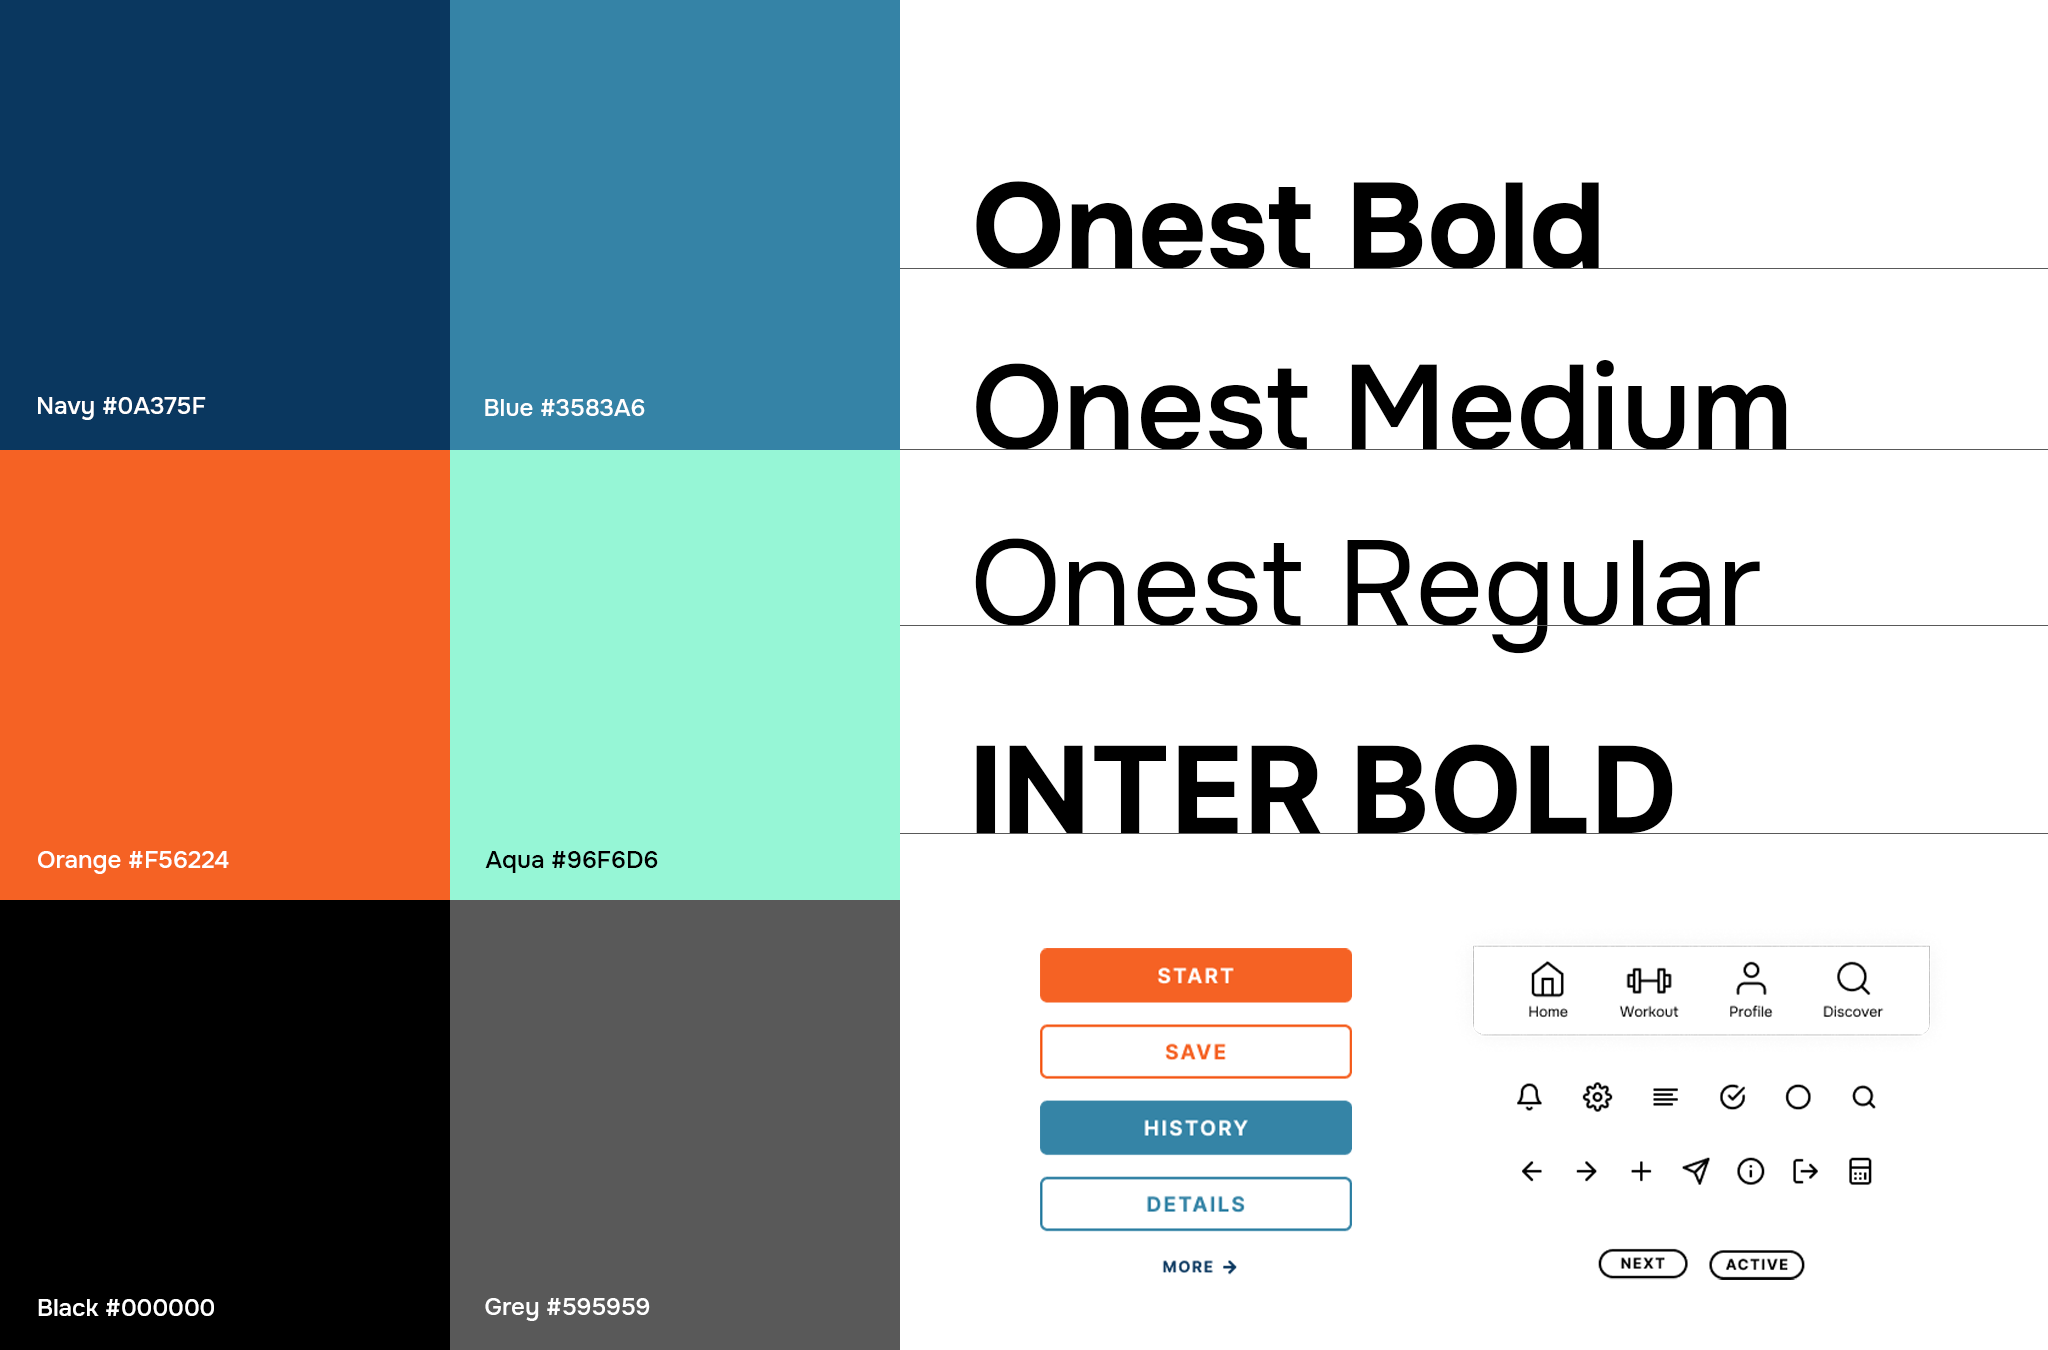 Navy #0A375F
Blue #3583A6
Orange #F56224
Aqua #96F6D6
Black #000000
Grey #595959
Onest Bold
Onest Medium
Onest Regular
INTER BOLD
START
SAVE
HISTORY
DETAILS
MORE →
Home Workout Profile Discover
NEXT ACTIVE